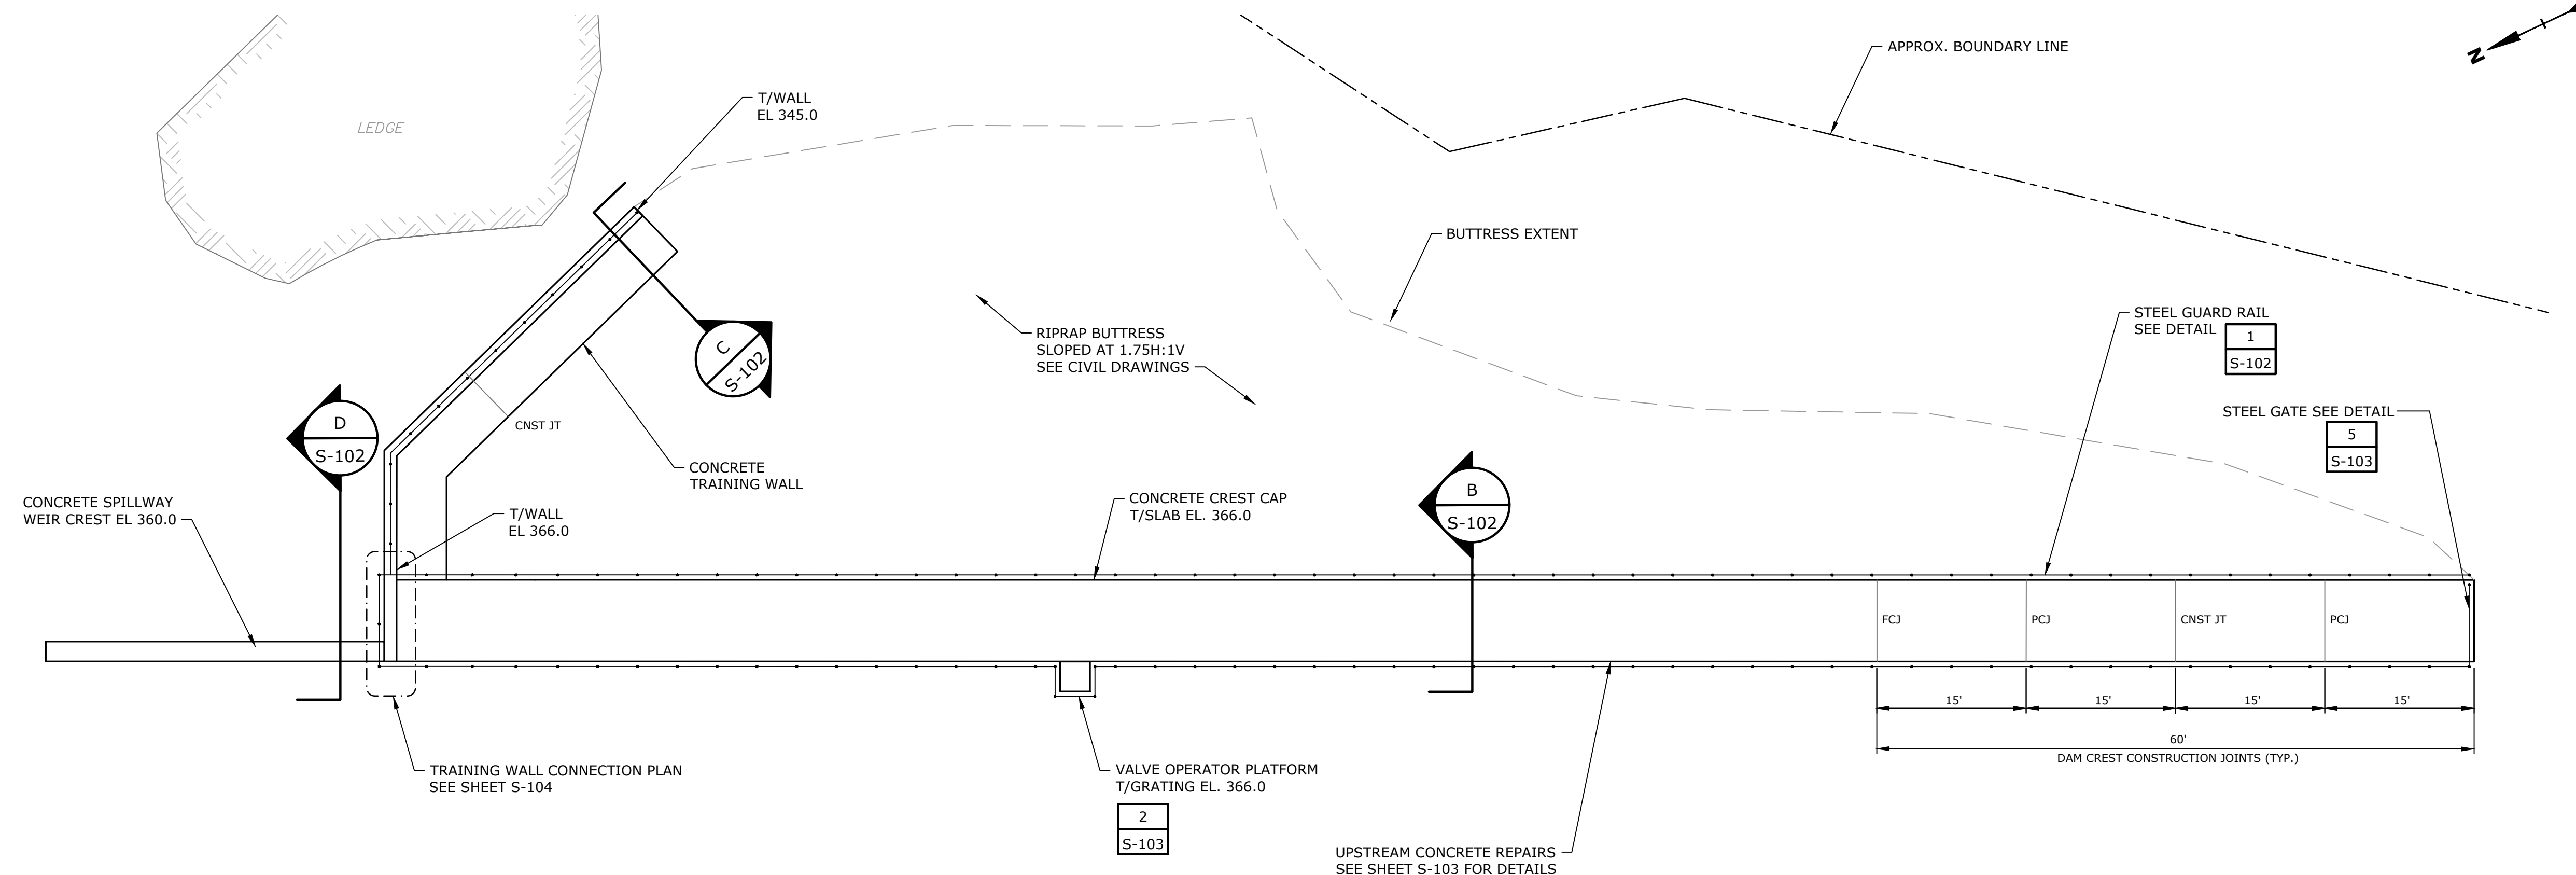 N
APPROX. BOUNDARY LINE
T/WALL
EL 345.0
LEDGE
BUTTRESS EXTENT
STEEL GUARD RAIL
SEE DETAIL
1
S-102
RIPRAP BUTTRESS
SLOPED AT 1.75H:1V
SEE CIVIL DRAWINGS
C
S-102
STEEL GATE SEE DETAIL
5
S-103
D
S-102
CNST JT
CONCRETE
TRAINING WALL
B
S-102
CONCRETE SPILLWAY
WEIR CREST EL 360.0
T/WALL
EL 366.0
CONCRETE CREST CAP
T/SLAB EL. 366.0
FCJ
PCJ
CNST JT
PCJ
15'
15'
15'
15'
60'
DAM CREST CONSTRUCTION JOINTS (TYP.)
TRAINING WALL CONNECTION PLAN
SEE SHEET S-104
VALVE OPERATOR PLATFORM
T/GRATING EL. 366.0
2
S-103
UPSTREAM CONCRETE REPAIRS
SEE SHEET S-103 FOR DETAILS